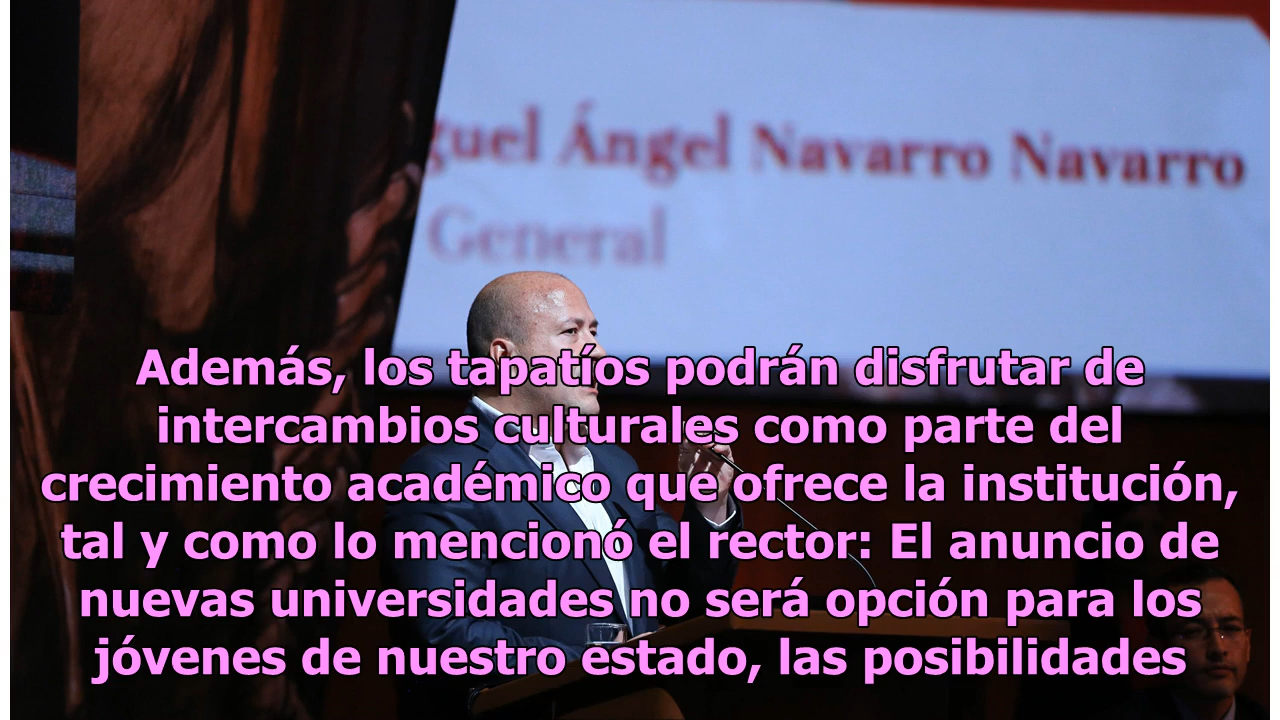 guel Ángel Navarro Navarro
General
Además, los tapatíos podrán disfrutar de
intercambios culturales como parte del
crecimiento académico que ofrece la institución,
tal y como lo mencionó el rector: El anuncio de
nuevas universidades no será opción para los
jóvenes de nuestro estado, las posibilidades